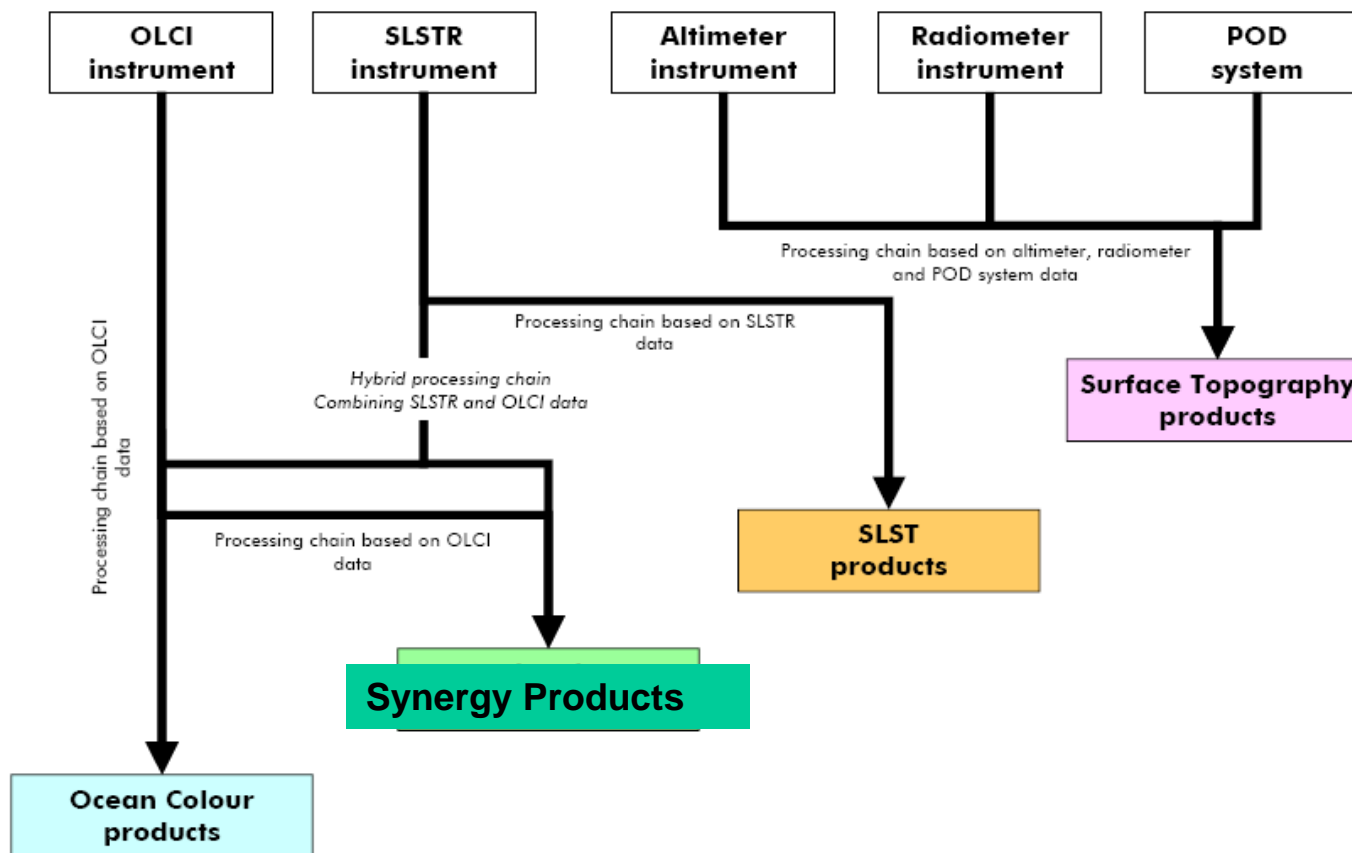 OLCI
instrument
SLSTR
instrument
Altimeter
instrument
Radiometer
instrument
POD
system
Processing chain based on altimeter, radiometer
and POD system data
Processing chain based on SLSTR
data
Hybrid processing chain
Combining SLSTR and OLCI data
Processing chain based on OLCI
data
Surface Topography
products
Processing chain based on OLCI
data
SLST
products
Synergy Products
Ocean Colour
products